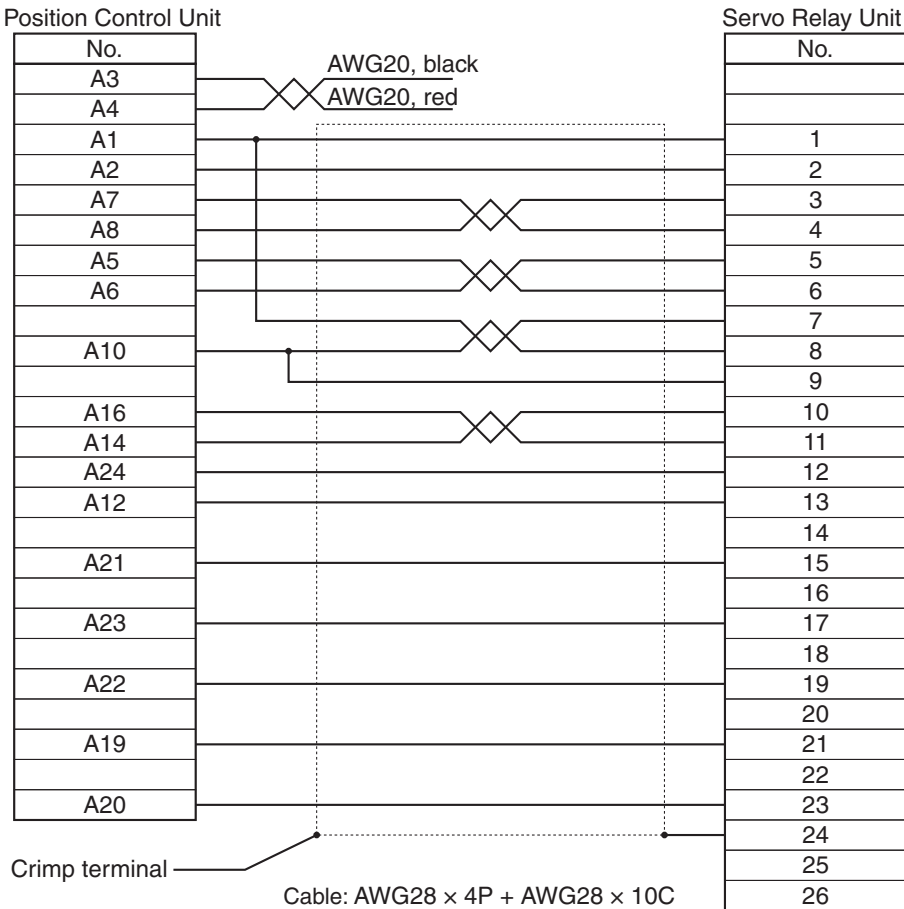 Position Control Unit Servo Relay Unit
No. No.
A3 AWG20, black
A4 AWG20, red
A1 1
A2 2
A7 3
A8 4
A5 5
A6 6
7
A10 8
9
A16 10
A14 11
A24 12
A12 13
14
A21 15
16
A23 17
18
A22 19
20
A19 21
22
A20 23
24
Crimp terminal 25
Cable: AWG28 × 4P + AWG28 × 10C 26